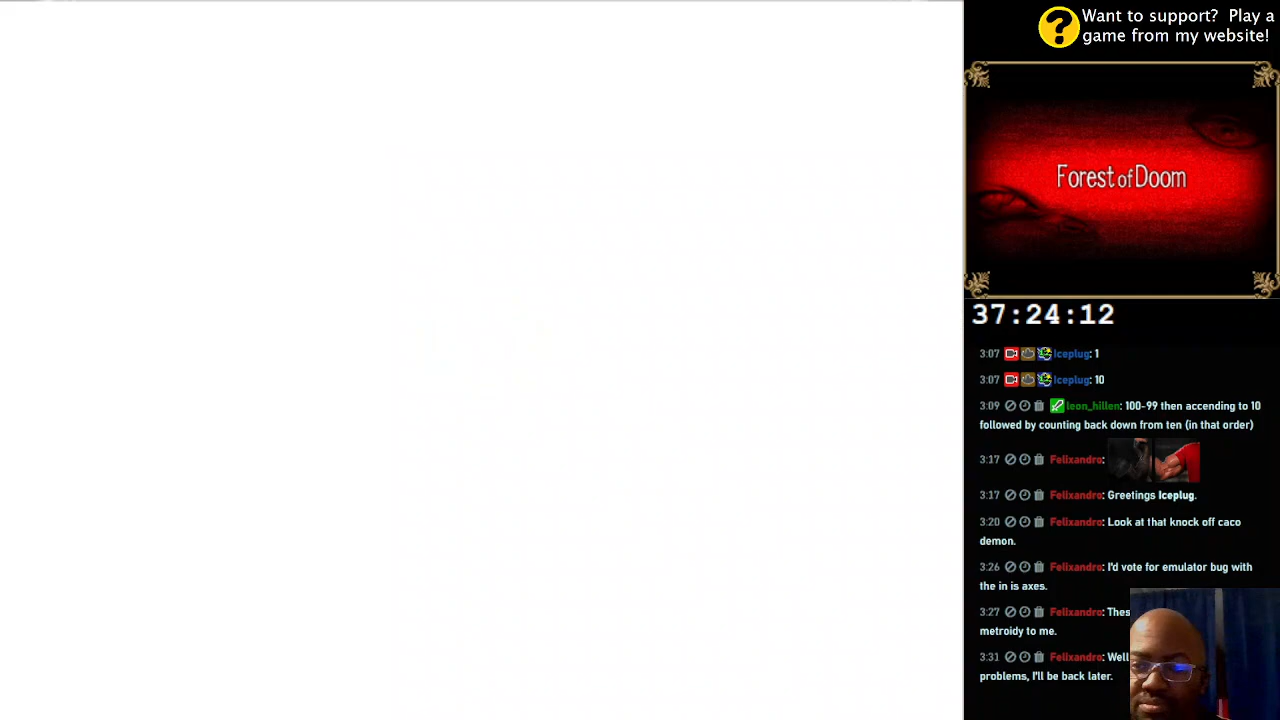 Want to support? Play a
game from my website!
Forest of Doom
37:24:12
3:07 Iceplug: 1
3:07 Iceplug: 10
3:09 leon_hillen: 100-99 then accending to 10
followed by counting back down from ten (in that order)
3:17 Felixandro:
3:17 Felixandro: Greetings Iceplug.
3:20 Felixandro: Look at that knock off caco
demon.
3:26 Felixandro: I'd vote for emulator bug with
the in is axes.
3:27 Felixandro: Thes
metroidy to me.
3:31 Felixandro: Well
problems, I'll be back later.